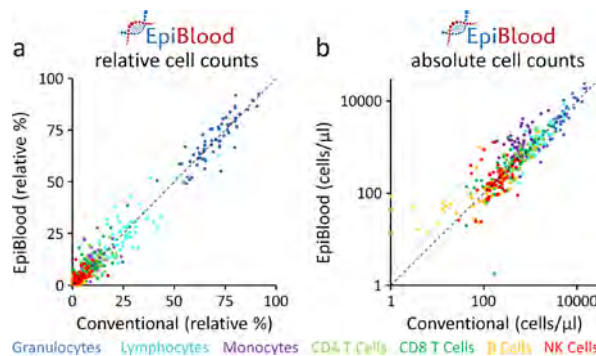 a
EpiBlood
relative cell counts
EpiBlood (relative %)
100
75
50
25
0
0 25 50 75 100
Conventional (relative %)
b
EpiBlood
absolute cell counts
EpiBlood (cells/µl)
10000
100
1
1 100 10000
Conventional (cells/µl)
Granulocytes Lymphocytes Monocytes CD4 T Cells CD8 T Cells B Cells NK Cells